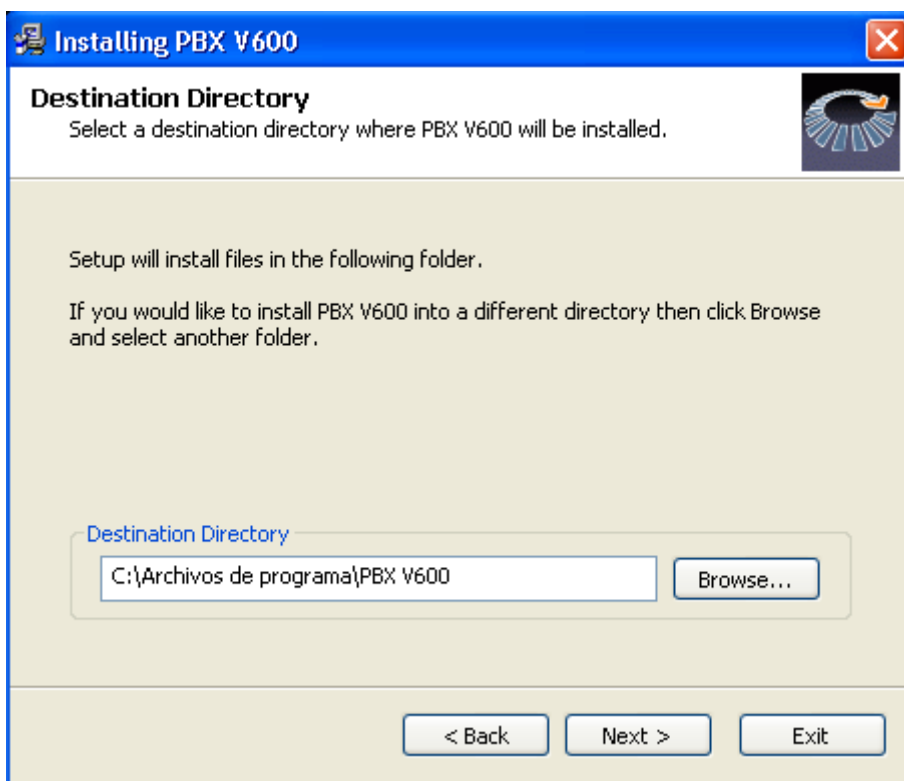 Installing PBX V600
Destination Directory
Select a destination directory where PBX V600 will be installed.
Setup will install files in the following folder.
If you would like to install PBX V600 into a different directory then click Browse
and select another folder.
Destination Directory
C:\Archivos de programa\PBX V600
Browse...
< Back
Next >
Exit